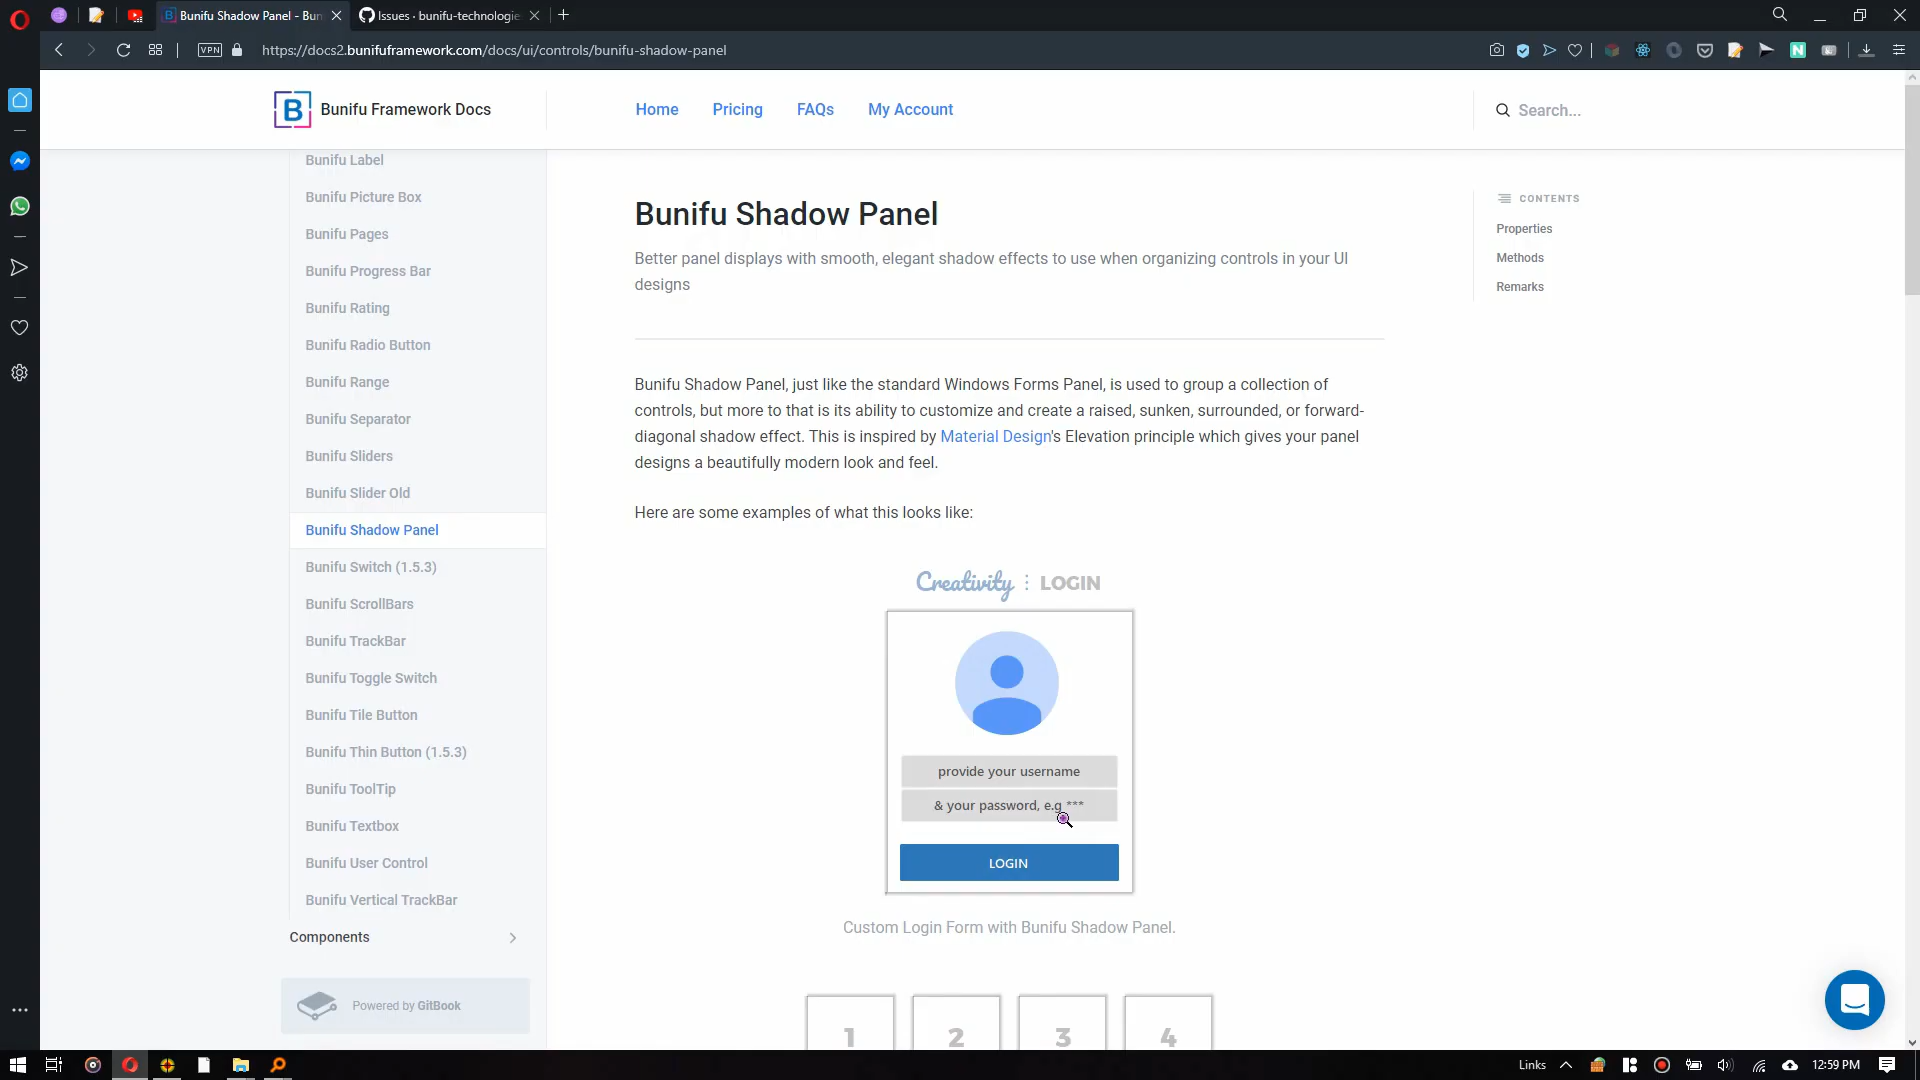 Bunifu Shadow Panel - Bun
Issues · bunifu-technologie
VPN
https://docs2.bunifuframework.com/docs/ui/controls/bunifu-shadow-panel
Bunifu Framework Docs
Home
Pricing
FAQs
My Account
Search...
Bunifu Label
Bunifu Picture Box
Bunifu Pages
Bunifu Progress Bar
Bunifu Rating
Bunifu Radio Button
Bunifu Range
Bunifu Separator
Bunifu Sliders
Bunifu Slider Old
Bunifu Shadow Panel
Bunifu Switch (1.5.3)
Bunifu ScrollBars
Bunifu TrackBar
Bunifu Toggle Switch
Bunifu Tile Button
Bunifu Thin Button (1.5.3)
Bunifu ToolTip
Bunifu Textbox
Bunifu User Control
Bunifu Vertical TrackBar
Components
Powered by GitBook
Bunifu Shadow Panel
Better panel displays with smooth, elegant shadow effects to use when organizing controls in your UI
designs
Bunifu Shadow Panel, just like the standard Windows Forms Panel, is used to group a collection of
controls, but more to that is its ability to customize and create a raised, sunken, surrounded, or forward-
diagonal shadow effect. This is inspired by Material Design's Elevation principle which gives your panel
designs a beautifully modern look and feel.
Here are some examples of what this looks like:
Creativity ⋮ LOGIN
provide your username
& your password, e.g ***
LOGIN
Custom Login Form with Bunifu Shadow Panel.
1
2
3
4
CONTENTS
Properties
Methods
Remarks
Links
12:59 PM